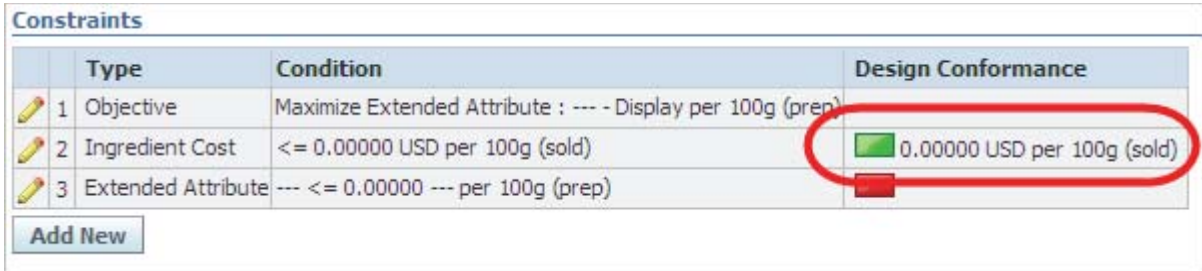 Constraints
Type Condition Design Conformance
1 Objective Maximize Extended Attribute : --- - Display per 100g (prep)
2 Ingredient Cost <= 0.00000 USD per 100g (sold) 0.00000 USD per 100g (sold)
3 Extended Attribute --- <= 0.00000 --- per 100g (prep)
Add New